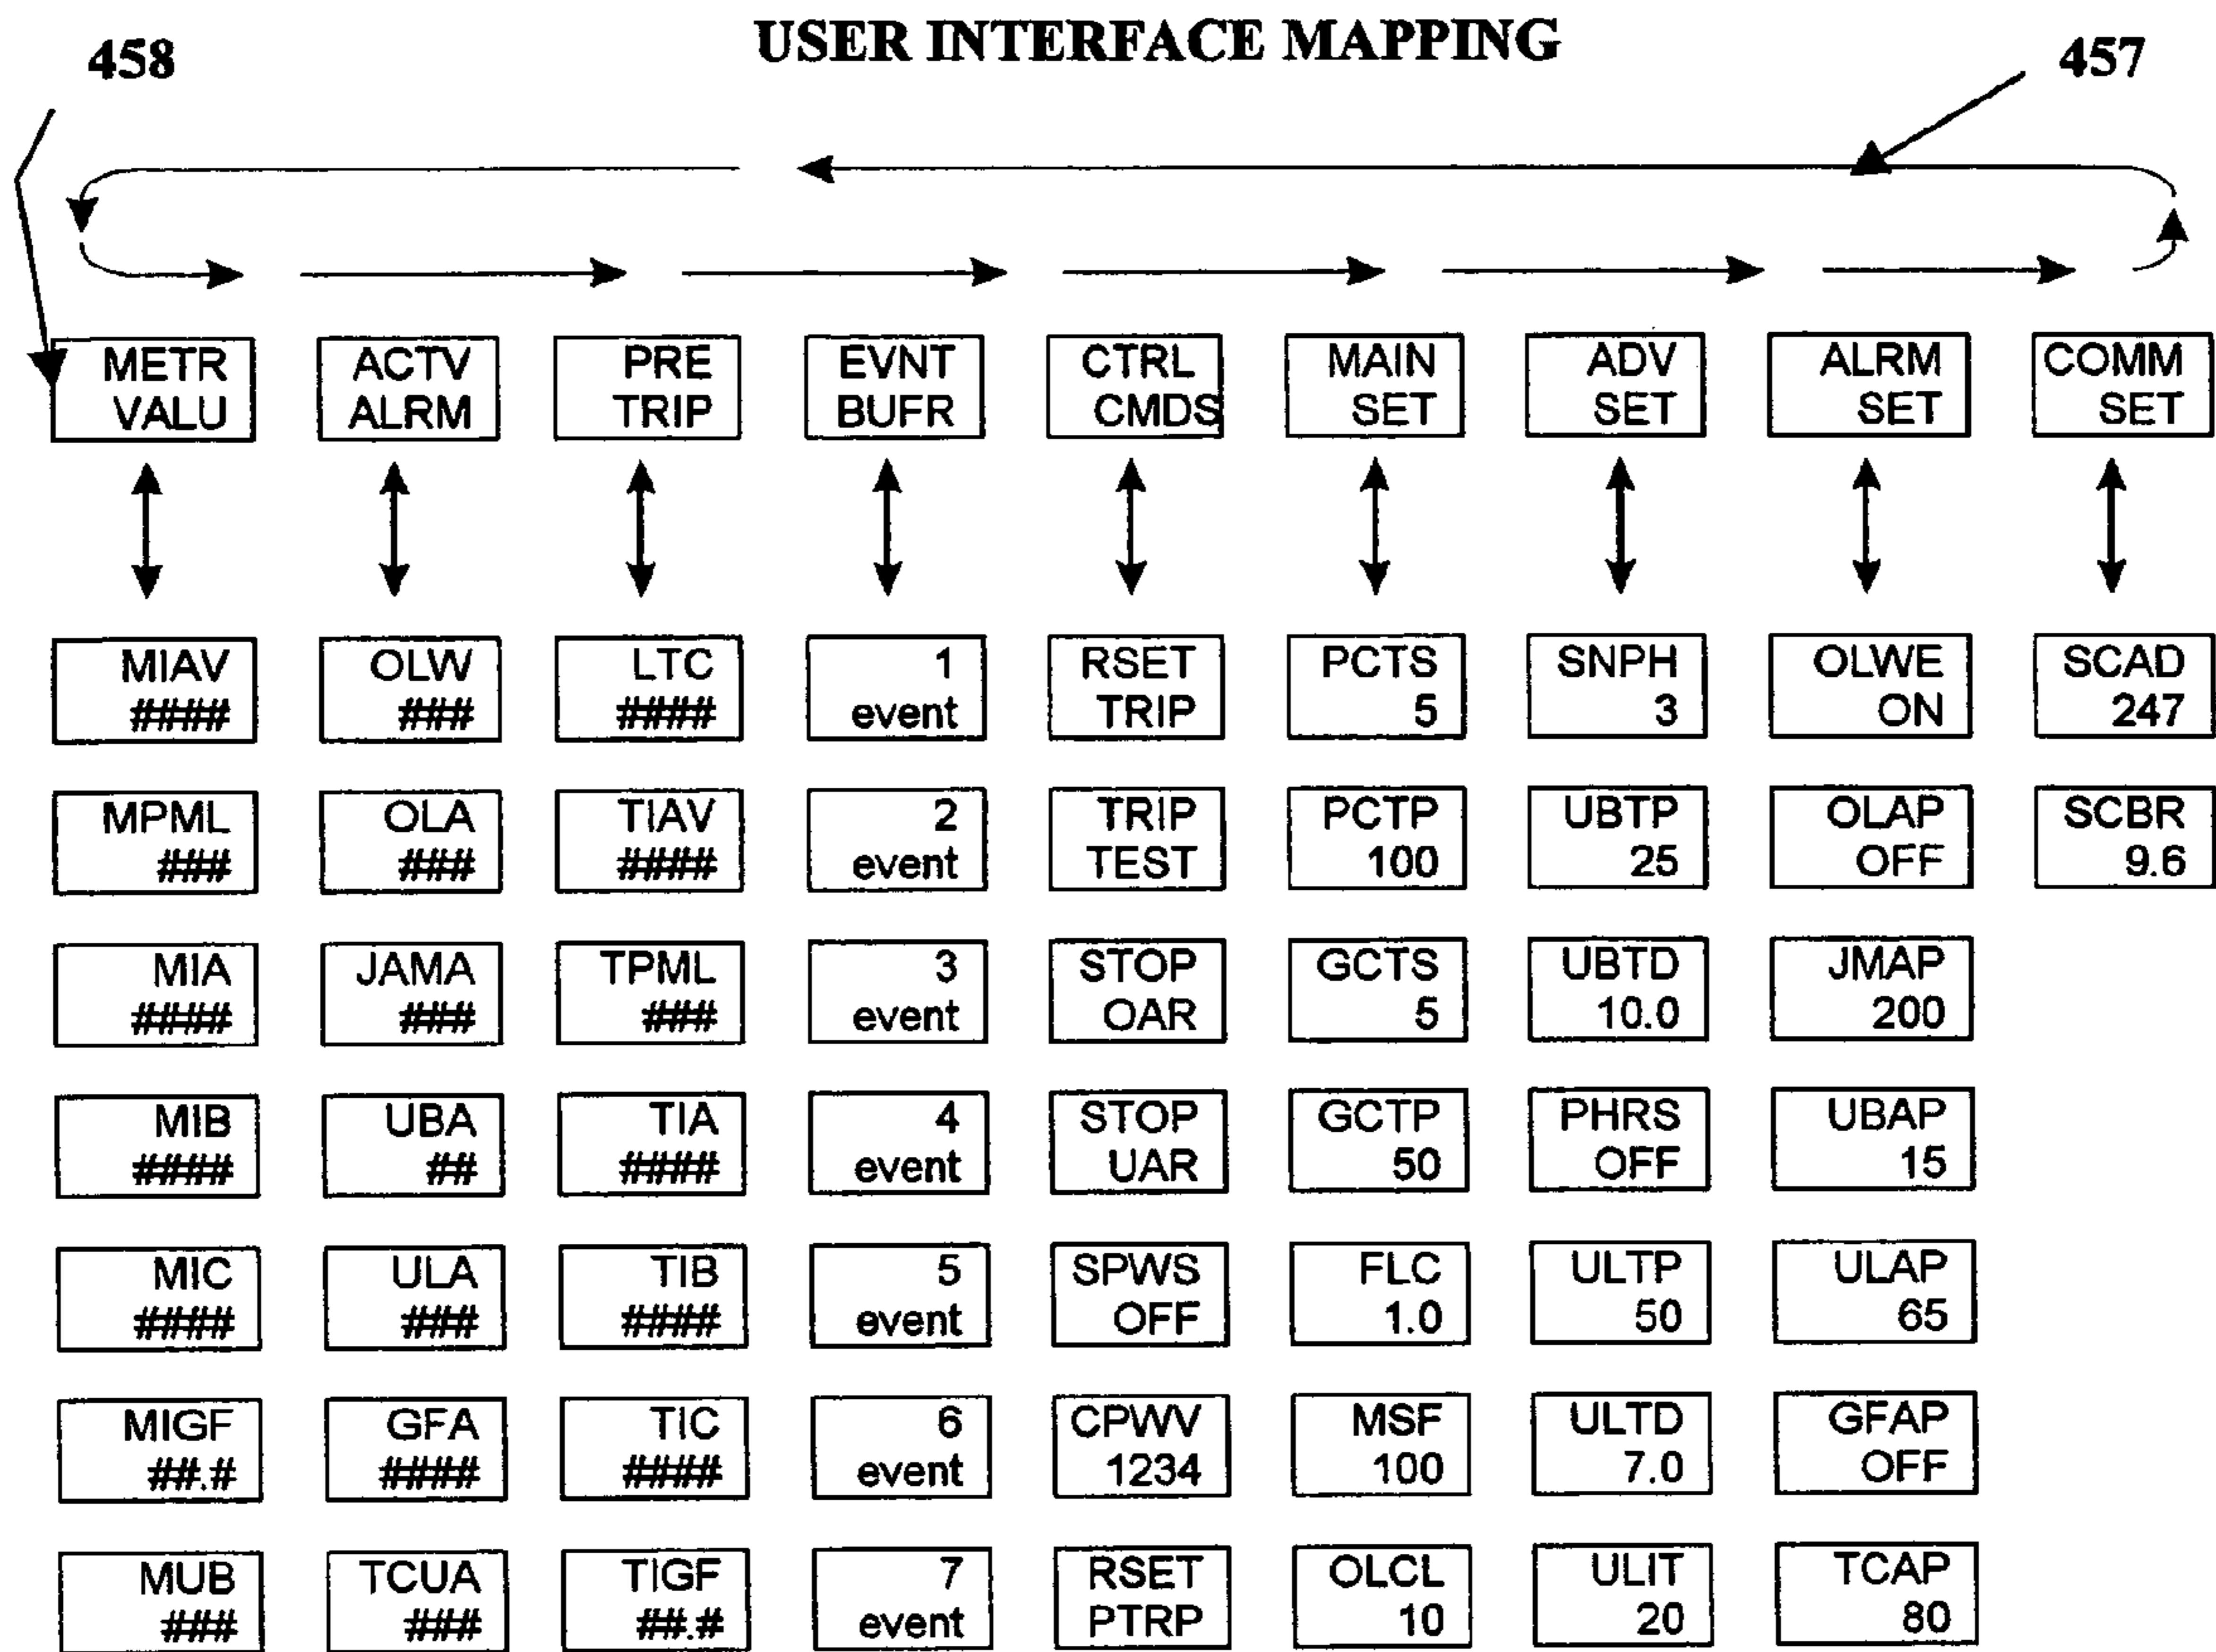 USER INTERFACE MAPPING
458
457
METR ACTV PRE EVNT CTRL MAIN ADV ALRM COMM
VALU ALRM TRIP BUFR CMDS SET SET SET SET
MIAV OLW LTC 1 RSET PCTS SNPH OLWE SCAD
#### ### #### event TRIP 5 3 ON 247
MPML OLA TIAV 2 TRIP PCTP UBTP OLAP SCBR
### ### #### event TEST 100 25 OFF 9.6
MIA JAMA TPML 3 STOP GCTS UBTD JMAP
#### ### ### event OAR 5 10.0 200
MIB UBA TIA 4 STOP GCTP PHRS UBAP
#### ## #### event UAR 50 OFF 15
MIC ULA TIB 5 SPWS FLC ULTP ULAP
#### ### #### event OFF 1.0 50 65
MIGF GFA TIC 6 CPWV MSF ULTD GFAP
##.# #### #### event 1234 100 7.0 OFF
MUB TCUA TIGF 7 RSET OLCL ULIT TCAP
### ### ##.# event PTRP 10 20 80